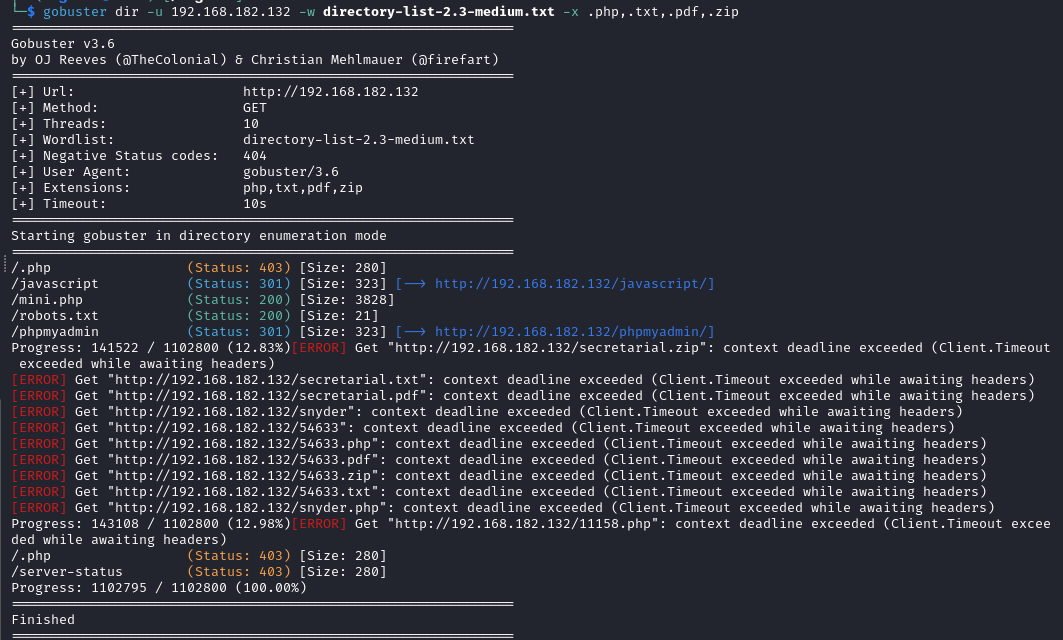 └─$ gobuster dir -u 192.168.182.132 -w directory-list-2.3-medium.txt -x .php,.txt,.pdf,.zip
===============================================================
Gobuster v3.6
by OJ Reeves (@TheColonial) & Christian Mehlmauer (@firefart)
===============================================================
[+] Url:                     http://192.168.182.132
[+] Method:                  GET
[+] Threads:                 10
[+] Wordlist:                directory-list-2.3-medium.txt
[+] Negative Status codes:   404
[+] User Agent:              gobuster/3.6
[+] Extensions:              php,txt,pdf,zip
[+] Timeout:                 10s
===============================================================
Starting gobuster in directory enumeration mode
===============================================================
/.php                 (Status: 403) [Size: 280]
/javascript           (Status: 301) [Size: 323] [--> http://192.168.182.132/javascript/]
/mini.php             (Status: 200) [Size: 3828]
/robots.txt           (Status: 200) [Size: 21]
/phpmyadmin           (Status: 301) [Size: 323] [--> http://192.168.182.132/phpmyadmin/]
Progress: 141522 / 1102800 (12.83%)[ERROR] Get "http://192.168.182.132/secretarial.zip": context deadline exceeded (Client.Timeout
 exceeded while awaiting headers)
[ERROR] Get "http://192.168.182.132/secretarial.txt": context deadline exceeded (Client.Timeout exceeded while awaiting headers)
[ERROR] Get "http://192.168.182.132/secretarial.pdf": context deadline exceeded (Client.Timeout exceeded while awaiting headers)
[ERROR] Get "http://192.168.182.132/snyder": context deadline exceeded (Client.Timeout exceeded while awaiting headers)
[ERROR] Get "http://192.168.182.132/54633": context deadline exceeded (Client.Timeout exceeded while awaiting headers)
[ERROR] Get "http://192.168.182.132/54633.php": context deadline exceeded (Client.Timeout exceeded while awaiting headers)
[ERROR] Get "http://192.168.182.132/54633.pdf": context deadline exceeded (Client.Timeout exceeded while awaiting headers)
[ERROR] Get "http://192.168.182.132/54633.zip": context deadline exceeded (Client.Timeout exceeded while awaiting headers)
[ERROR] Get "http://192.168.182.132/54633.txt": context deadline exceeded (Client.Timeout exceeded while awaiting headers)
[ERROR] Get "http://192.168.182.132/snyder.php": context deadline exceeded (Client.Timeout exceeded while awaiting headers)
Progress: 143108 / 1102800 (12.98%)[ERROR] Get "http://192.168.182.132/11158.php": context deadline exceeded (Client.Timeout excee
ded while awaiting headers)
/.php                 (Status: 403) [Size: 280]
/server-status        (Status: 403) [Size: 280]
Progress: 1102795 / 1102800 (100.00%)
===============================================================
Finished
===============================================================